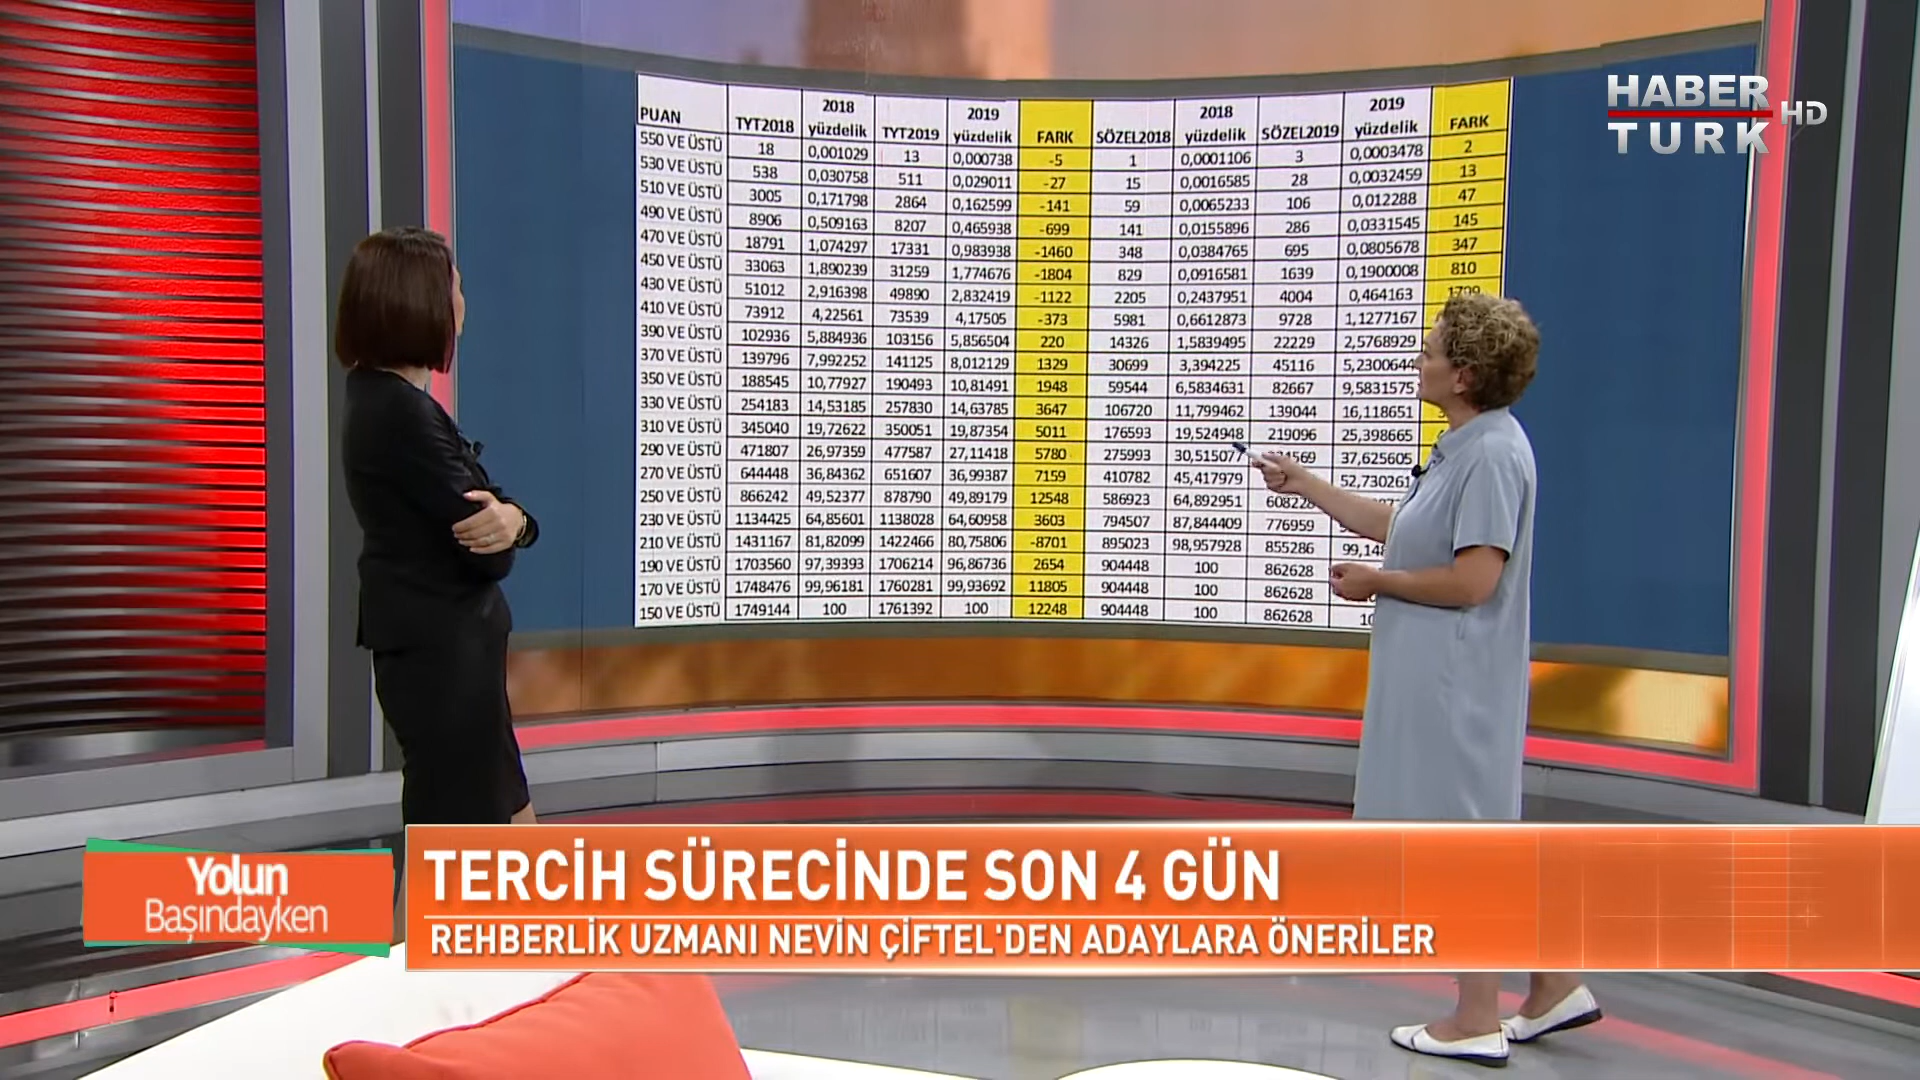 HABER
TURK HD
PUAN TYT2018 2018 yüzdelik TYT2019 2019 yüzdelik FARK SÖZEL2018 2018 yüzdelik SÖZEL2019 2019 yüzdelik FARK
550 VE ÜSTÜ 18 0,001029 13 0,000738 -5 1 0,0001106 3 0,0003478 2
530 VE ÜSTÜ 538 0,030758 511 0,029011 -27 15 0,0016585 28 0,0032459 13
510 VE ÜSTÜ 3005 0,171798 2864 0,162599 -141 59 0,0065233 106 0,012288 47
490 VE ÜSTÜ 8906 0,509163 8207 0,465938 -699 141 0,0155896 286 0,0331545 145
470 VE ÜSTÜ 18791 1,074297 17331 0,983938 -1460 348 0,0384765 695 0,0805678 347
450 VE ÜSTÜ 33063 1,890239 31259 1,774676 -1804 829 0,0916581 1639 0,1900008 810
430 VE ÜSTÜ 51012 2,916398 49890 2,832419 -1122 2205 0,2437951 4004 0,464163
410 VE ÜSTÜ 73912 4,22561 73539 4,17505 -373 5981 0,6612873 9728 1,1277167
390 VE ÜSTÜ 102936 5,884936 103156 5,856504 220 14326 1,5839495 22229 2,5768929
370 VE ÜSTÜ 139796 7,992252 141125 8,012129 1329 30699 3,394225 45116 5,2300644
350 VE ÜSTÜ 188545 10,77927 190493 10,81491 1948 59544 6,5834631 82667 9,5831575
330 VE ÜSTÜ 254183 14,53185 257830 14,63785 3647 106720 11,799462 139044 16,118651
310 VE ÜSTÜ 345040 19,72622 350051 19,87354 5011 176593 19,524948 219096 25,398665
290 VE ÜSTÜ 471807 26,97359 477587 27,11418 5780 275993 30,515077 37,625605
270 VE ÜSTÜ 644448 36,84362 651607 36,99387 7159 410782 45,417979 52,730261
250 VE ÜSTÜ 866242 49,52377 878790 49,89179 12548 586923 64,892951 608228
230 VE ÜSTÜ 1134425 64,85601 1138028 64,60958 3603 794507 87,844409 776959
210 VE ÜSTÜ 1431167 81,82099 1422466 80,75806 -8701 895023 98,957928 855286
190 VE ÜSTÜ 1703560 97,39393 1706214 96,86736 2654 904448 100 862628
170 VE ÜSTÜ 1748476 99,96181 1760281 99,93692 11805 904448 100 862628
150 VE ÜSTÜ 1749144 100 1761392 100 12248 904448 100 862628
Yolun
Başındayken
TERCİH SÜRECİNDE SON 4 GÜN
REHBERLİK UZMANI NEVİN ÇİFTEL'DEN ADAYLARA ÖNERİLER